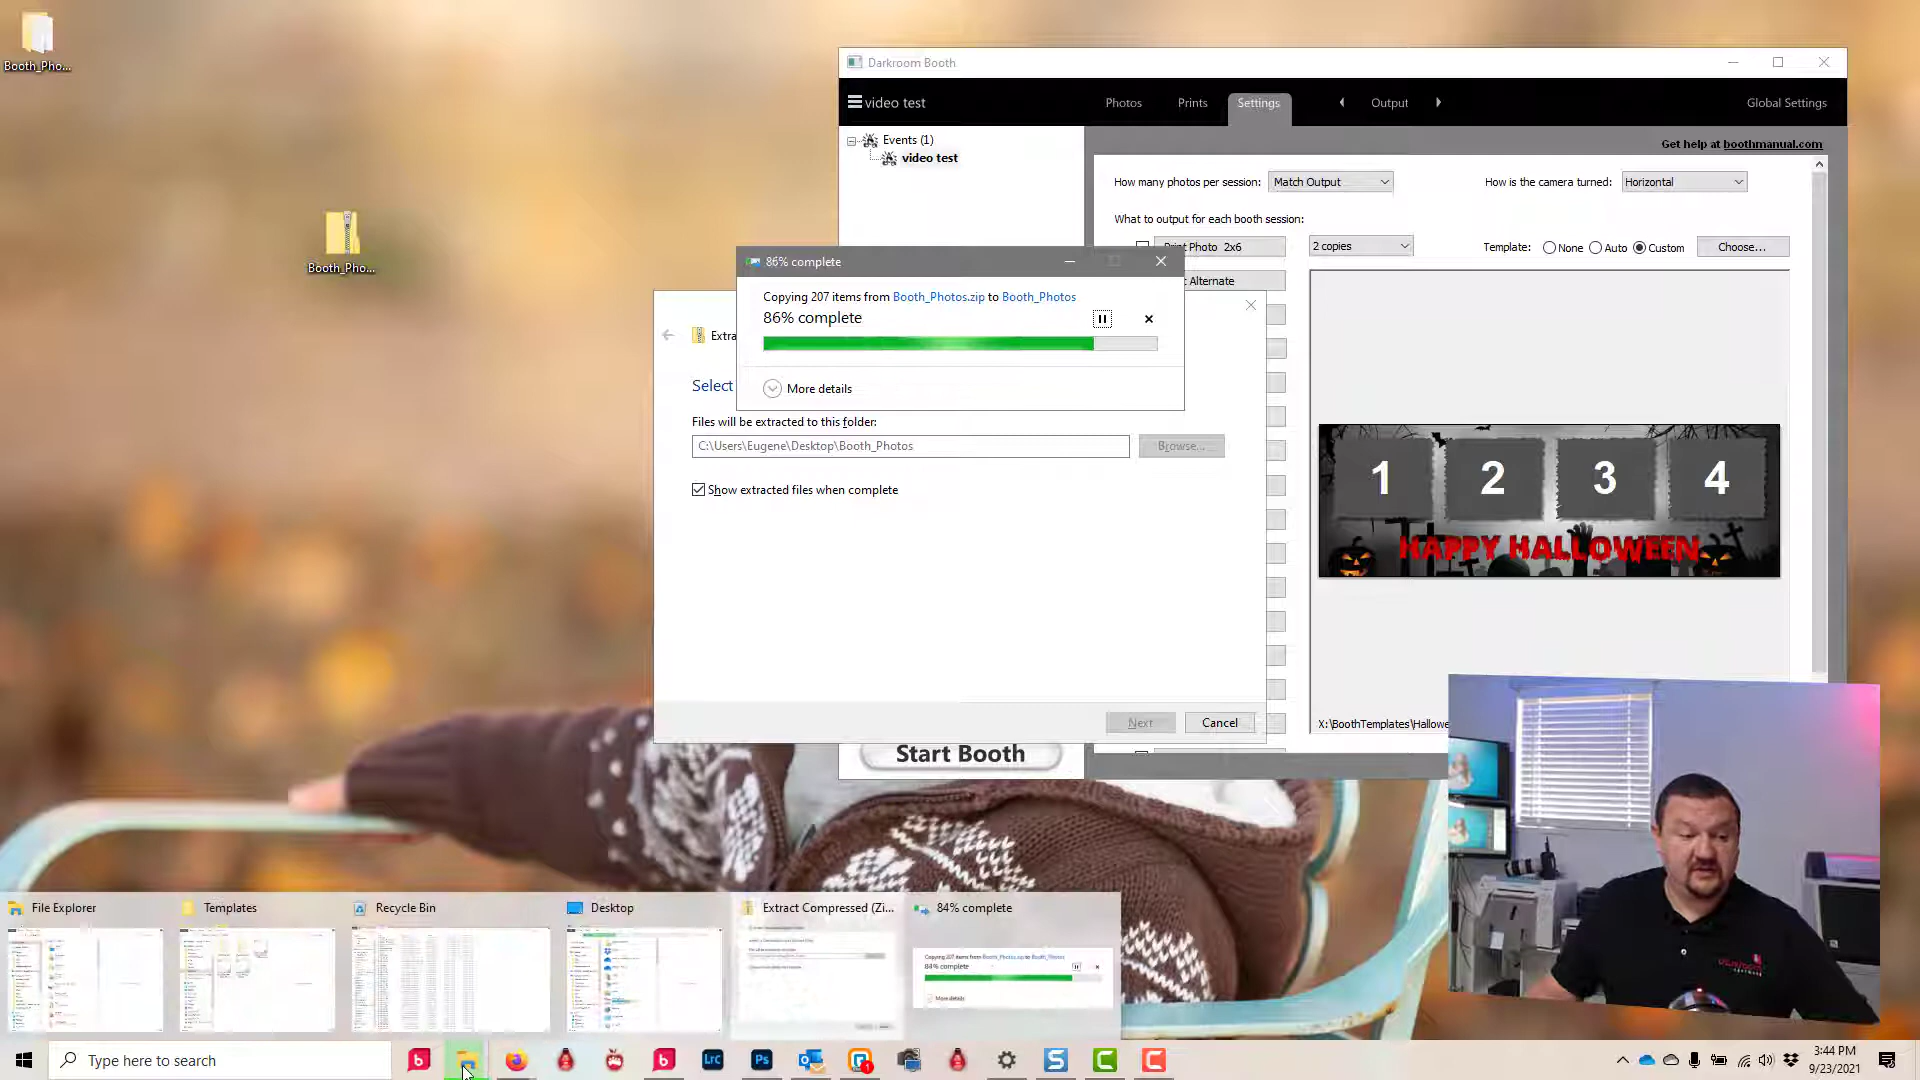 Booth_Pho...
Booth_Pho...
Darkroom Booth
video test
Photos
Prints
Settings
Output
Global Settings
Events (1)
video test
Get help at boothmanual.com
How many photos per session:
Match Output
How is the camera turned:
Horizontal
What to output for each booth session:
Print Photo 2x6
2 copies
Template:
None
Auto
Custom
Choose...
Alternate
86% complete
Copying 207 items from Booth_Photos.zip to Booth_Photos
86% complete
More details
Extra
Select
Files will be extracted to this folder:
C:\Users\Eugene\Desktop\Booth_Photos
Browse...
Show extracted files when complete
Next
Cancel
1 2 3 4
HAPPY HALLOWEEN
X:\BoothTemplates\Hallowe
Start Booth
File Explorer
Templates
Recycle Bin
Desktop
Extract Compressed (Zi...
84% complete
Copying 207 items from Booth_Photos.zip to Booth_Photos
84% complete
More details
Type here to search
LrC
Ps
3:44 PM
9/23/2021